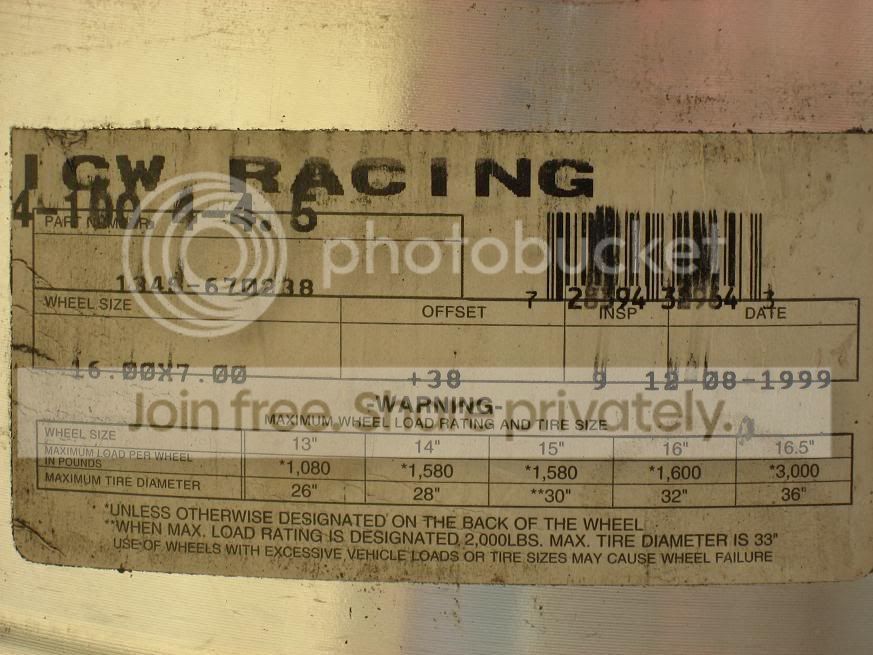 ICW RACING
4-100 4-4.5
PART NUMBER
134S-670238
7 28394 32964 3
WHEEL SIZE OFFSET INSP DATE
16.00X7.00 +38 9 12-08-1999
photobucket
Join free. Share privately.
-WARNING-
MAXIMUM WHEEL LOAD RATING AND TIRE SIZE
WHEEL SIZE 13" 14" 15" 16" 16.5"
MAXIMUM LOAD PER WHEEL
IN POUNDS *1,080 *1,580 *1,580 *1,600 *3,000
MAXIMUM TIRE DIAMETER 26" 28" **30" 32" 36"
*UNLESS OTHERWISE DESIGNATED ON THE BACK OF THE WHEEL
**WHEN MAX. LOAD RATING IS DESIGNATED 2,000LBS. MAX. TIRE DIAMETER IS 33"
USE OF WHEELS WITH EXCESSIVE VEHICLE LOADS OR TIRE SIZES MAY CAUSE WHEEL FAILURE